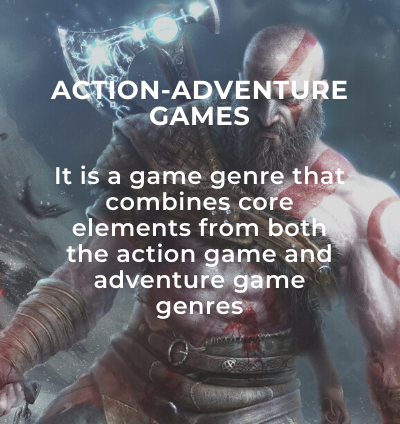 ACTION-ADVENTURE
GAMES
It is a game genre that
combines core
elements from both
the action game and
adventure game
genres